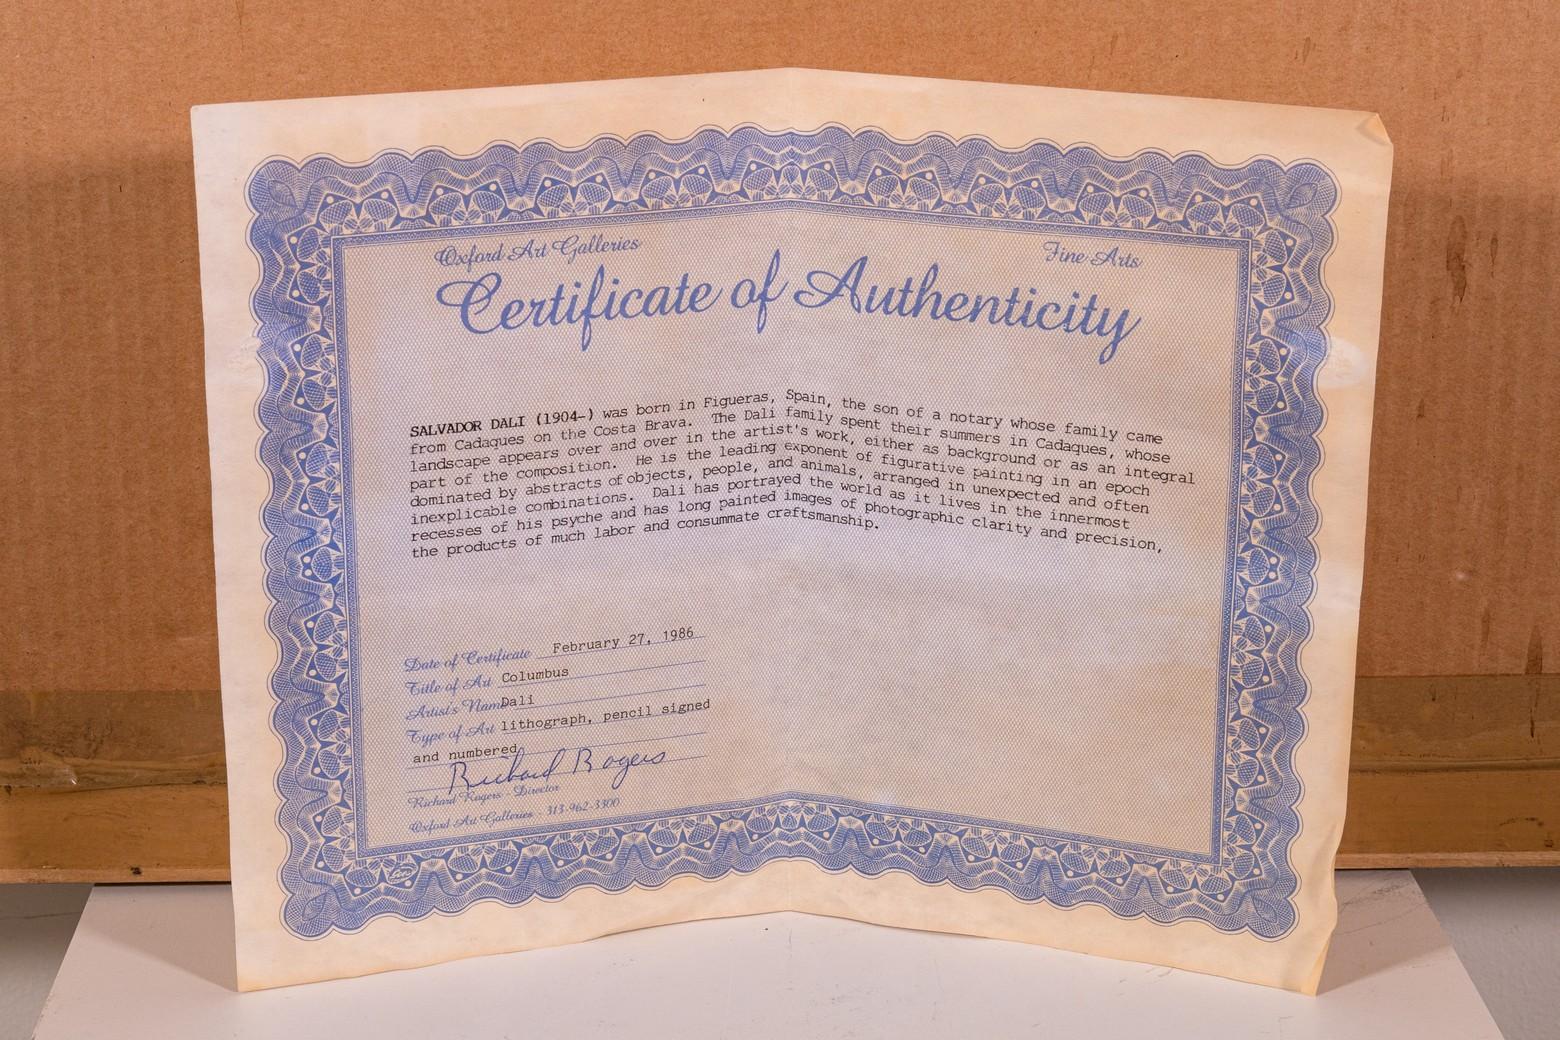 Oxford Art Galleries Fine Arts
Certificate of Authenticity
SALVADOR DALI (1904-) was born in Figueras, Spain, the son of a notary whose family came
from Cadaques on the Costa Brava. The Dali family spent their summers in Cadaques, whose
landscape appears over and over in the artist's work, either as background or as an integral
part of the composition. He is the leading exponent of figurative painting in an epoch
dominated by abstracts of objects, people, and animals, arranged in unexpected and often
inexplicable combinations. Dali has portrayed the world as it lives in the innermost
recesses of his psyche and has long painted images of photographic clarity and precision,
the products of much labor and consummate craftsmanship.
Date of Certificate February 27, 1986
Title of Art Columbus
Artist's Name Dali
Type of Art lithograph, pencil signed
and numbered
Richard Rogers
Richard Rogers - Director
Oxford Art Galleries - 313-962-3300